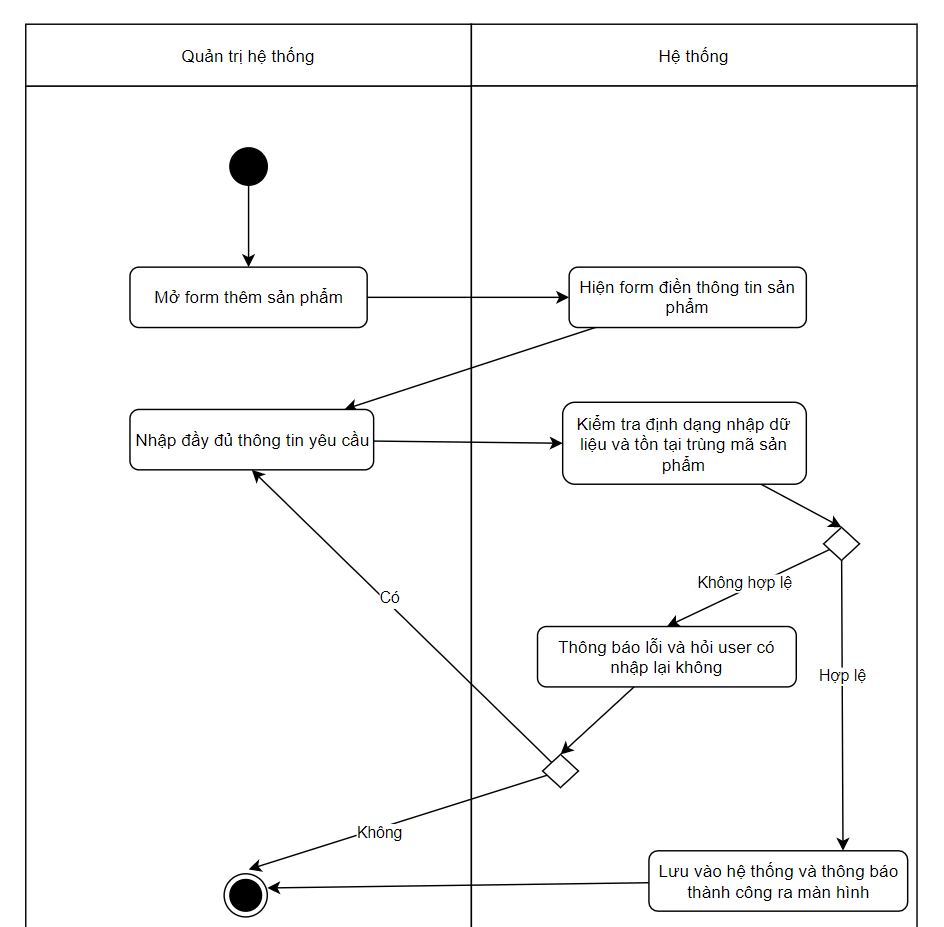 Quản trị hệ thống
Hệ thống
Mở form thêm sản phẩm
Hiện form điền thông tin sản
phẩm
Nhập đầy đủ thông tin yêu cầu
Kiểm tra định dạng nhập dữ
liệu và tồn tại trùng mã sản
phẩm
Không hợp lệ
Có
Thông báo lỗi và hỏi user có
nhập lại không
Hợp lệ
Không
Lưu vào hệ thống và thông báo
thành công ra màn hình